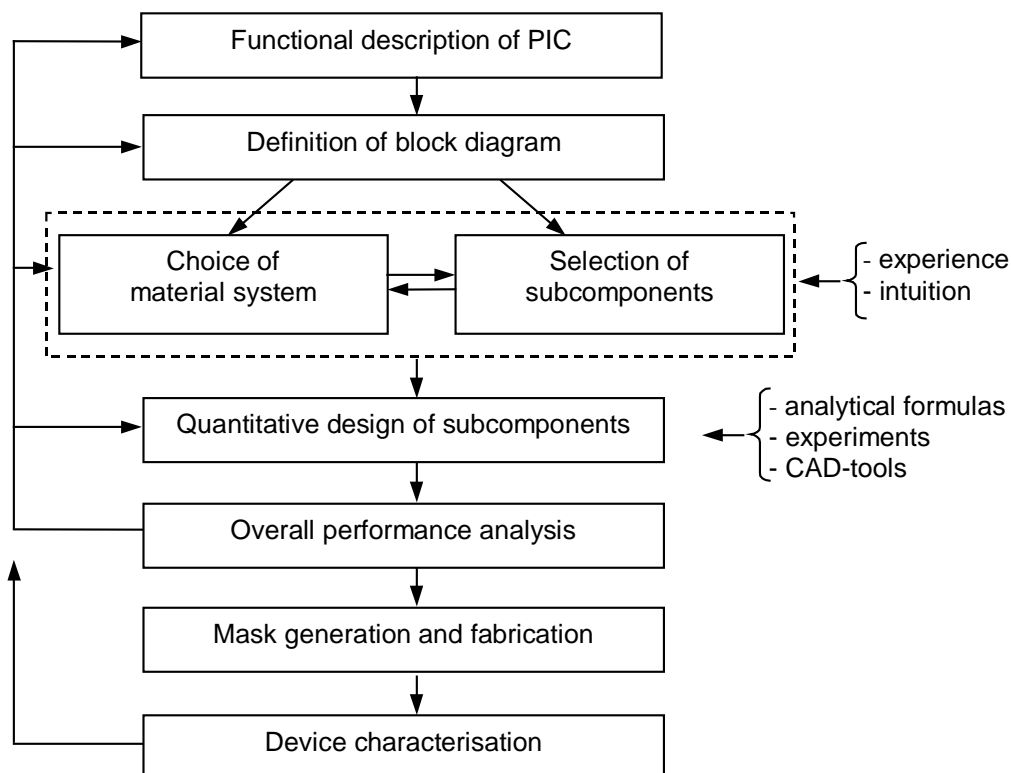 Functional description of PIC
Definition of block diagram
Choice of
material system
Selection of
subcomponents
- experience
- intuition
Quantitative design of subcomponents
- analytical formulas
- experiments
- CAD-tools
Overall performance analysis
Mask generation and fabrication
Device characterisation